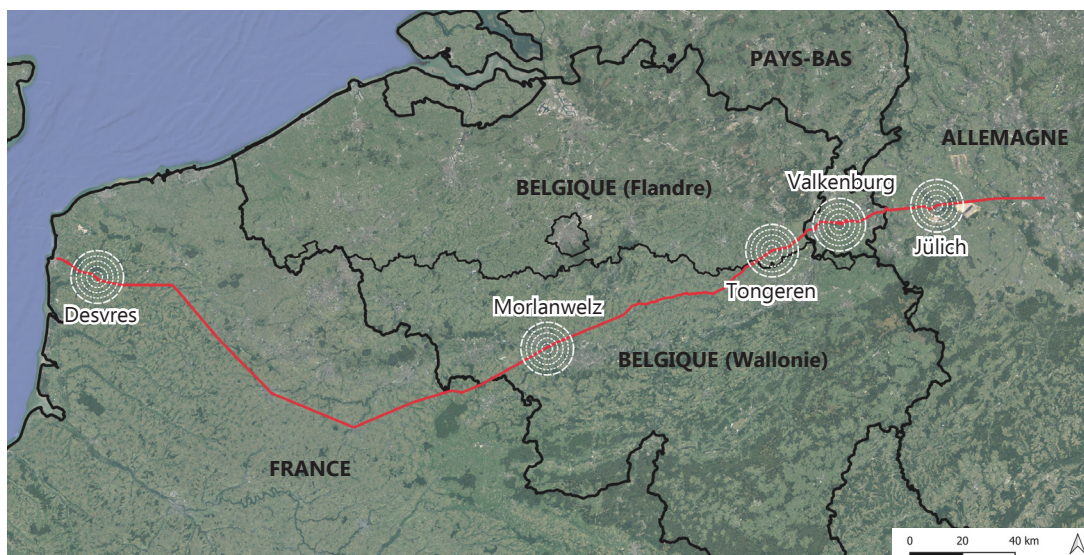 PAYS-BAS
ALLEMAGNE
BELGIQUE (Flandre)
Valkenburg
Jülich
Tongeren
Desvres
Morlanwelz
BELGIQUE (Wallonie)
FRANCE
0 20 40 km